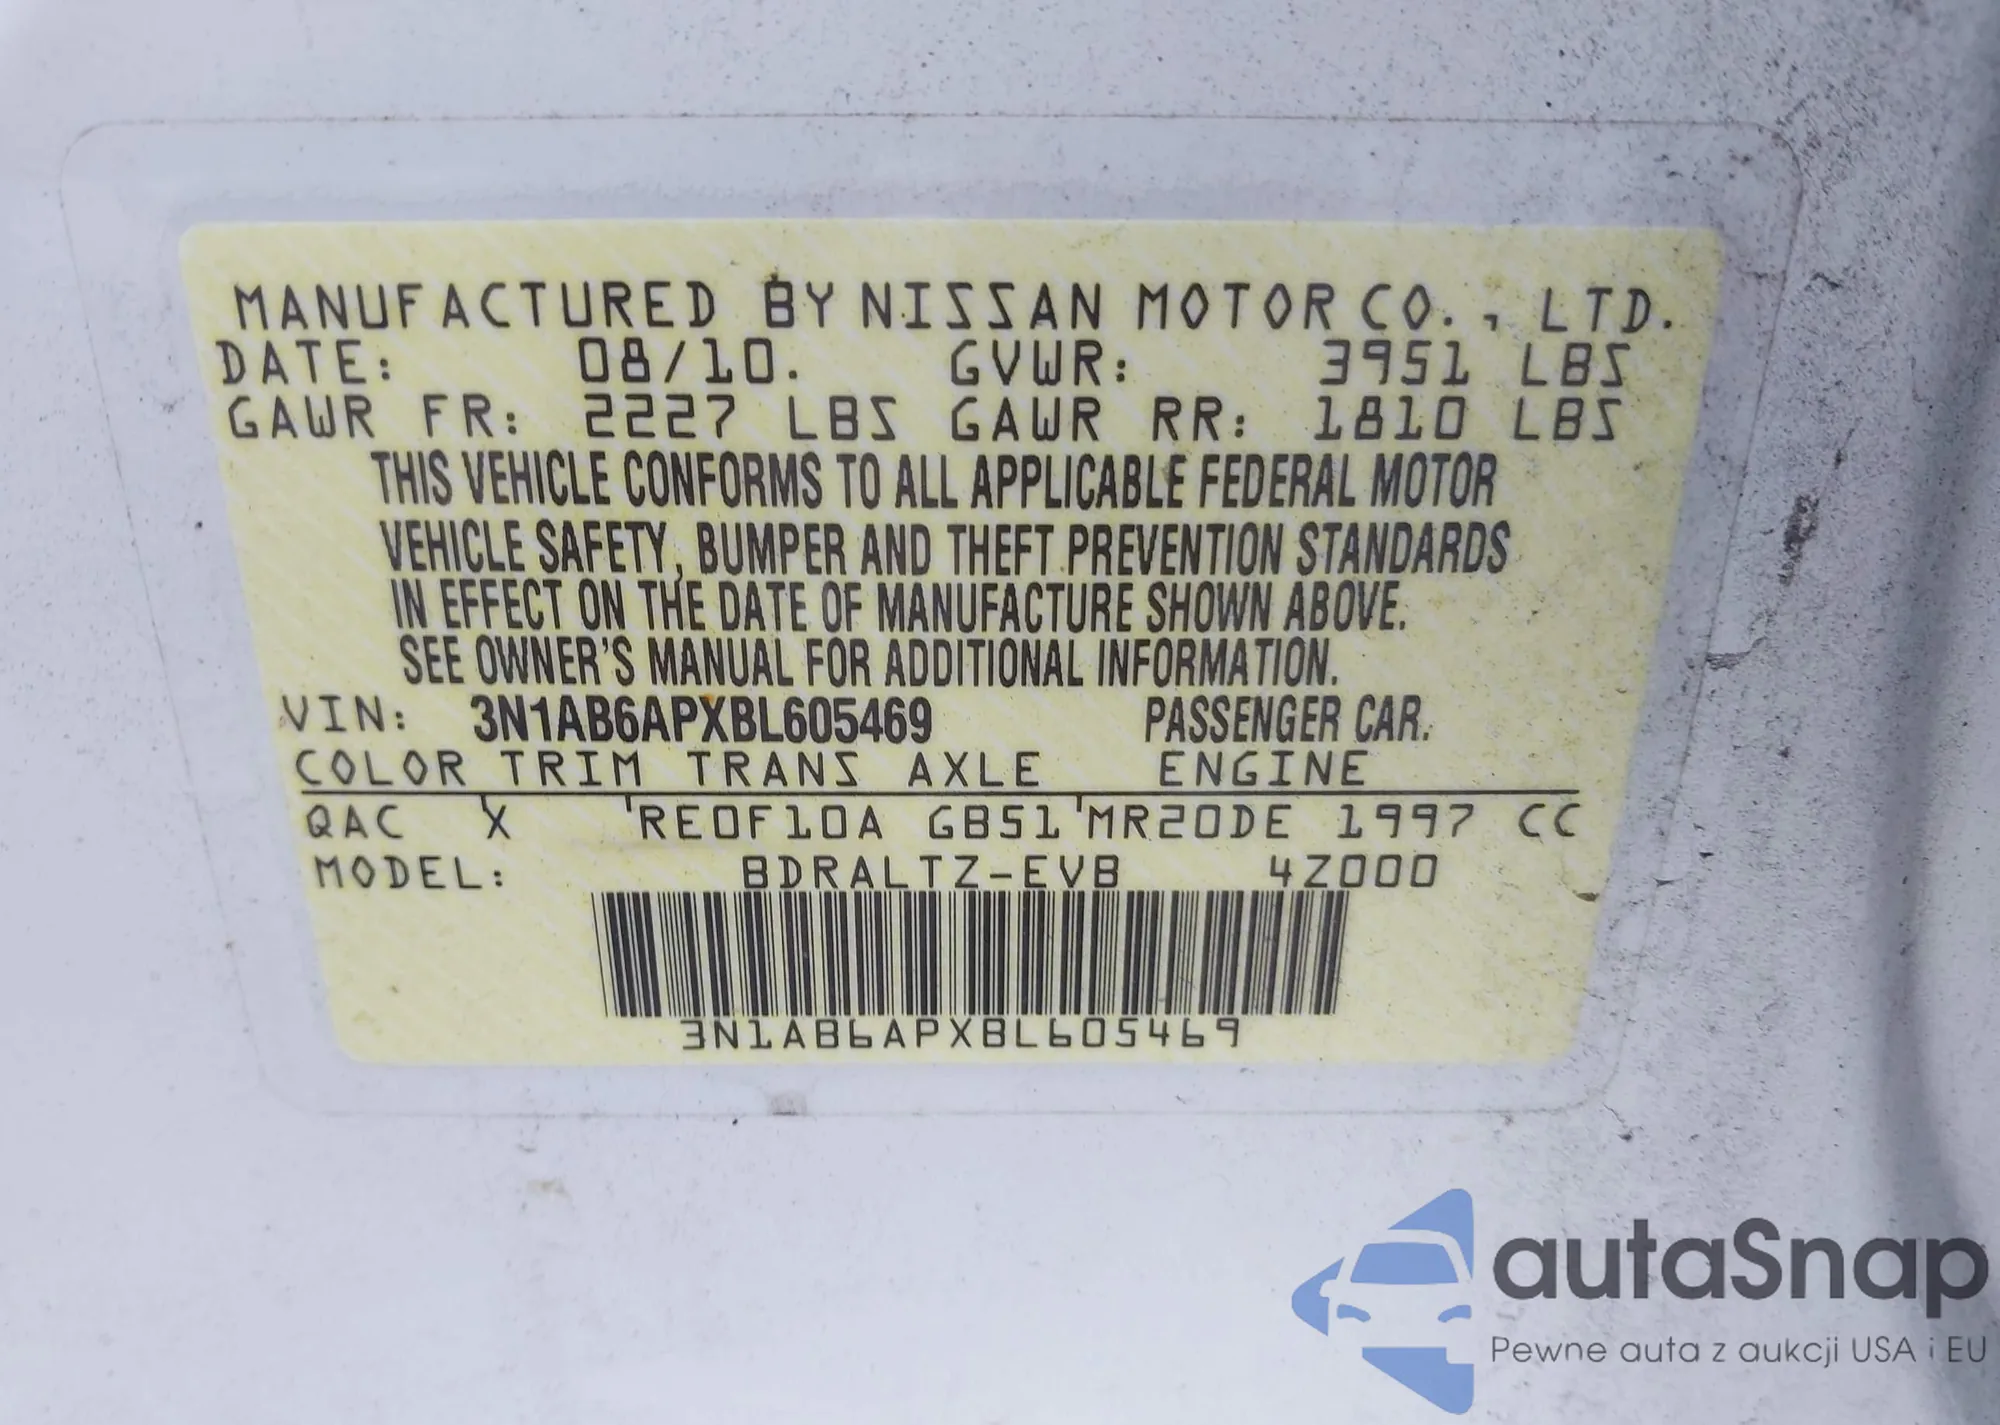 MANUFACTURED BY NISSAN MOTOR CO., LTD.
DATE: 08/10. GVWR: 3951 LBS
GAWR FR: 2227 LBS GAWR RR: 1810 LBS
THIS VEHICLE CONFORMS TO ALL APPLICABLE FEDERAL MOTOR
VEHICLE SAFETY, BUMPER AND THEFT PREVENTION STANDARDS
IN EFFECT ON THE DATE OF MANUFACTURE SHOWN ABOVE.
SEE OWNER'S MANUAL FOR ADDITIONAL INFORMATION.
VIN: 3N1AB6APXBL605469 PASSENGER CAR.
COLOR TRIM TRANS AXLE ENGINE
QAC X RE0F10A GB51 MR20DE 1997 CC
MODEL: BDRALTZ-EVB 4Z000
3N1AB6APXBL605469
autaSnap
Pewne auta z aukcji USA i EU